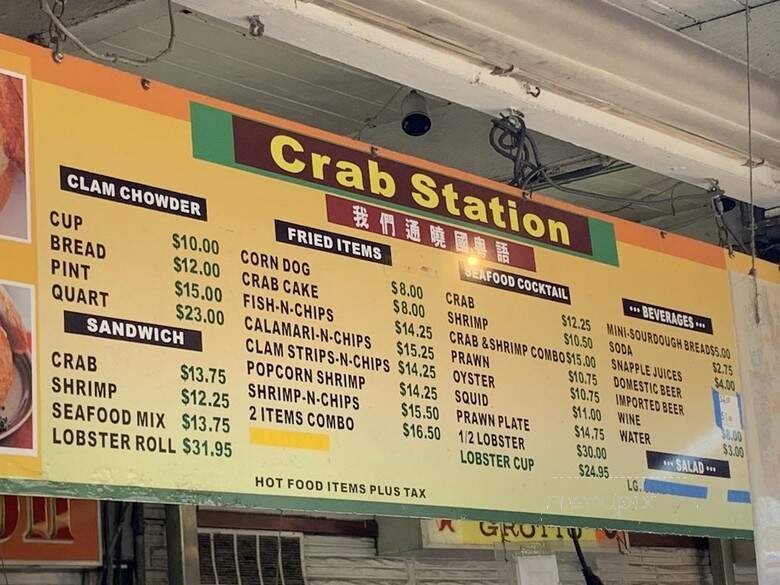 Crab Station
我們通曉國粵語
CLAM CHOWDER
CUP $10.00
BREAD $12.00
PINT $15.00
QUART $23.00
SANDWICH
CRAB $13.75
SHRIMP $12.25
SEAFOOD MIX $13.75
LOBSTER ROLL $31.95
FRIED ITEMS
CORN DOG $8.00
CRAB CAKE $8.00
FISH-N-CHIPS $14.25
CALAMARI-N-CHIPS $15.25
CLAM STRIPS-N-CHIPS $14.25
POPCORN SHRIMP $14.25
SHRIMP-N-CHIPS $15.50
2 ITEMS COMBO $16.50
SEAFOOD COCKTAIL
CRAB $12.25
SHRIMP $10.50
CRAB & SHRIMP COMBO $15.00
PRAWN $10.75
OYSTER $10.75
SQUID $11.00
PRAWN PLATE $14.75
1/2 LOBSTER $30.00
LOBSTER CUP $24.95
••• BEVERAGES •••
MINI-SOURDOUGH BREAD $5.00
SODA $2.75
SNAPPLE JUICES $4.00
DOMESTIC BEER
IMPORTED BEER
WINE $8.00
WATER $3.00
••• SALAD •••
LG.
HOT FOOD ITEMS PLUS TAX